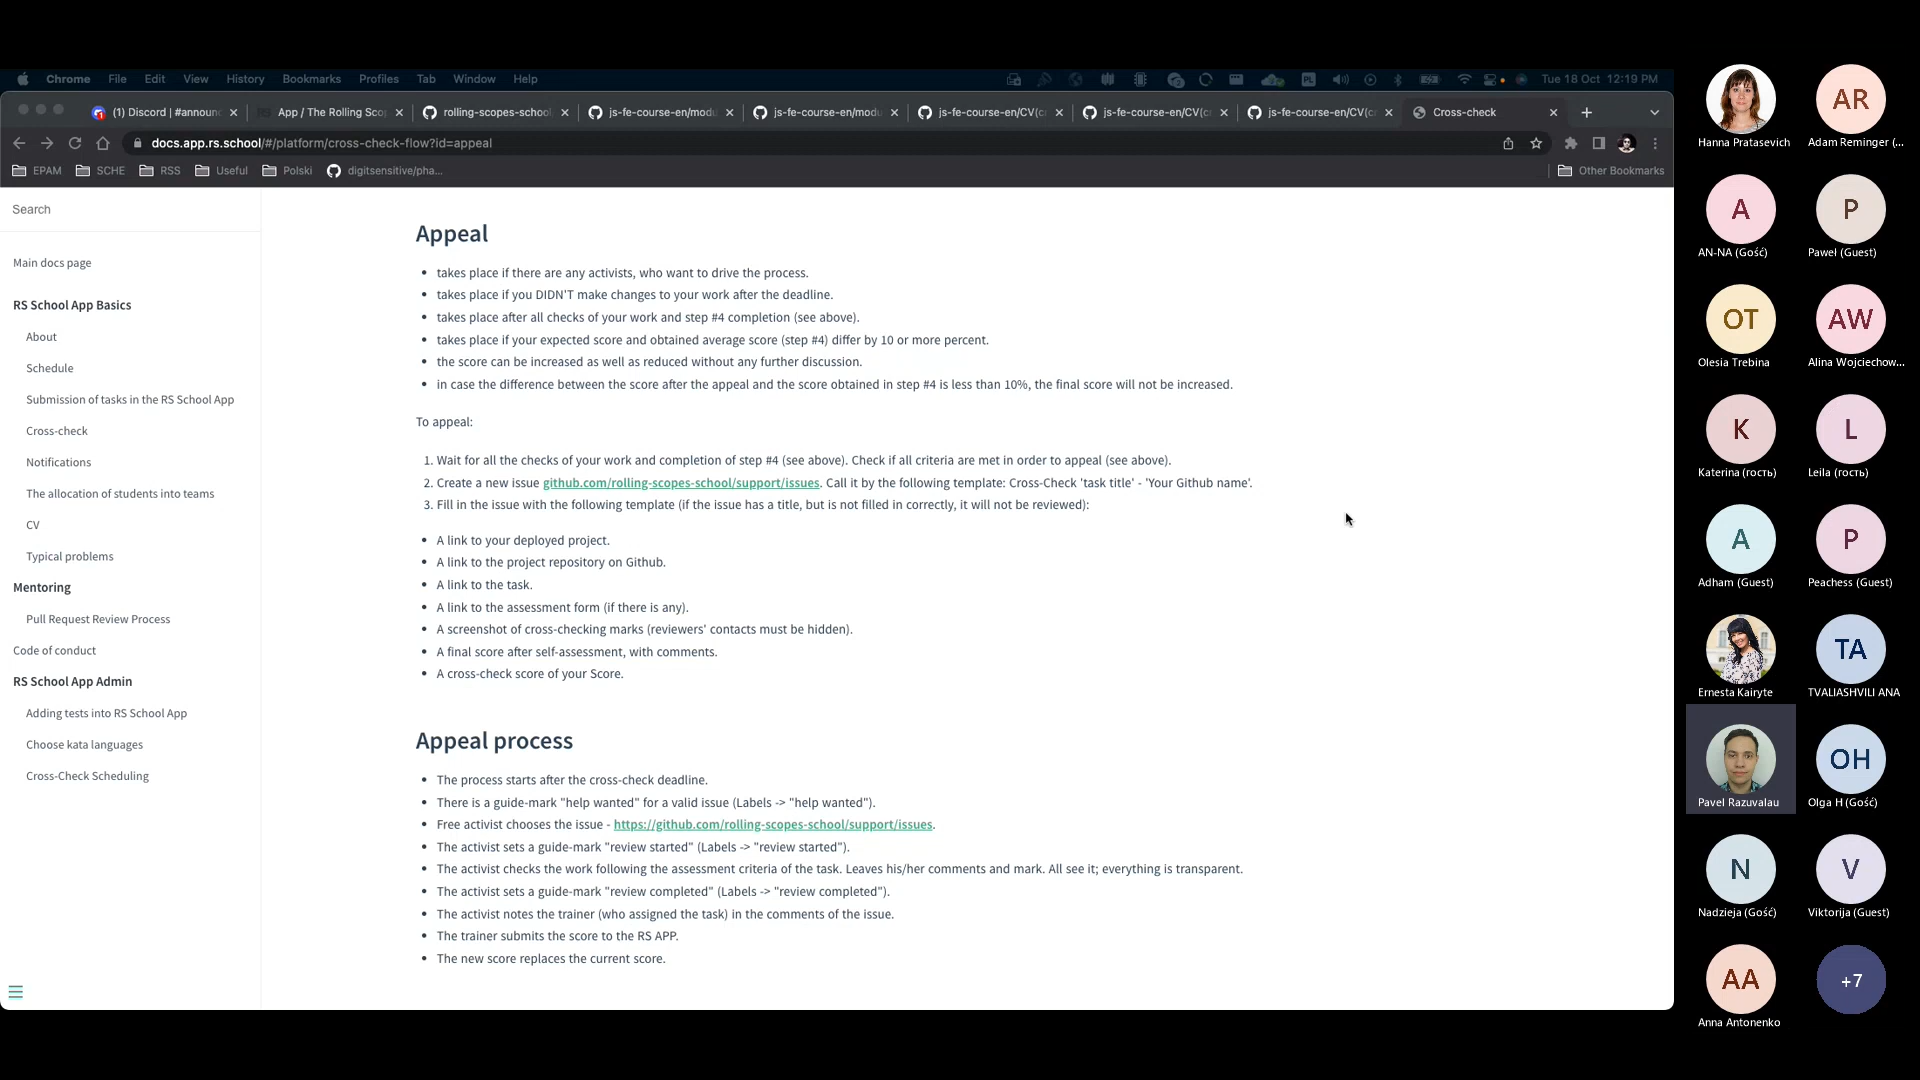 Chrome File Edit View History Bookmarks Profiles Tab Window Help PL Tue 18 Oct 12:19 PM
(1) Discord | #announ App / The Rolling Sco rolling-scopes-school js-fe-course-en/modu js-fe-course-en/modu js-fe-course-en/CV(c js-fe-course-en/CV(c js-fe-course-en/CV(c Cross-check
docs.app.rs.school/#/platform/cross-check-flow?id=appeal
EPAM SCHE RSS Useful Polski digitsensitive/pha... Other Bookmarks
Search
Main docs page
RS School App Basics
About
Schedule
Submission of tasks in the RS School App
Cross-check
Notifications
The allocation of students into teams
CV
Typical problems
Mentoring
Pull Request Review Process
Code of conduct
RS School App Admin
Adding tests into RS School App
Choose kata languages
Cross-Check Scheduling
Appeal
takes place if there are any activists, who want to drive the process.
takes place if you DIDN'T make changes to your work after the deadline.
takes place after all checks of your work and step #4 completion (see above).
takes place if your expected score and obtained average score (step #4) differ by 10 or more percent.
the score can be increased as well as reduced without any further discussion.
in case the difference between the score after the appeal and the score obtained in step #4 is less than 10%, the final score will not be increased.
To appeal:
1. Wait for all the checks of your work and completion of step #4 (see above). Check if all criteria are met in order to appeal (see above).
2. Create a new issue github.com/rolling-scopes-school/support/issues. Call it by the following template: Cross-Check 'task title' - 'Your Github name'.
3. Fill in the issue with the following template (if the issue has a title, but is not filled in correctly, it will not be reviewed):
A link to your deployed project.
A link to the project repository on Github.
A link to the task.
A link to the assessment form (if there is any).
A screenshot of cross-checking marks (reviewers' contacts must be hidden).
A final score after self-assessment, with comments.
A cross-check score of your Score.
Appeal process
The process starts after the cross-check deadline.
There is a guide-mark "help wanted" for a valid issue (Labels -> "help wanted").
Free activist chooses the issue - https://github.com/rolling-scopes-school/support/issues.
The activist sets a guide-mark "review started" (Labels -> "review started").
The activist checks the work following the assessment criteria of the task. Leaves his/her comments and mark. All see it; everything is transparent.
The activist sets a guide-mark "review completed" (Labels -> "review completed").
The activist notes the trainer (who assigned the task) in the comments of the issue.
The trainer submits the score to the RS APP.
The new score replaces the current score.
AR
Hanna Pratasevich Adam Reminger (...
A P
AN-NA (Gość) Paweł (Guest)
OT AW
Olesia Trebina Alina Wojciechow...
K L
Katerina (гость) Leila (гость)
A P
Adham (Guest) Peachess (Guest)
TA
Ernesta Kairyte TVALIASHVILI ANA
OH
Pavel Razuvalau Olga H (Gość)
N V
Nadzieja (Gość) Viktorija (Guest)
AA +7
Anna Antonenko